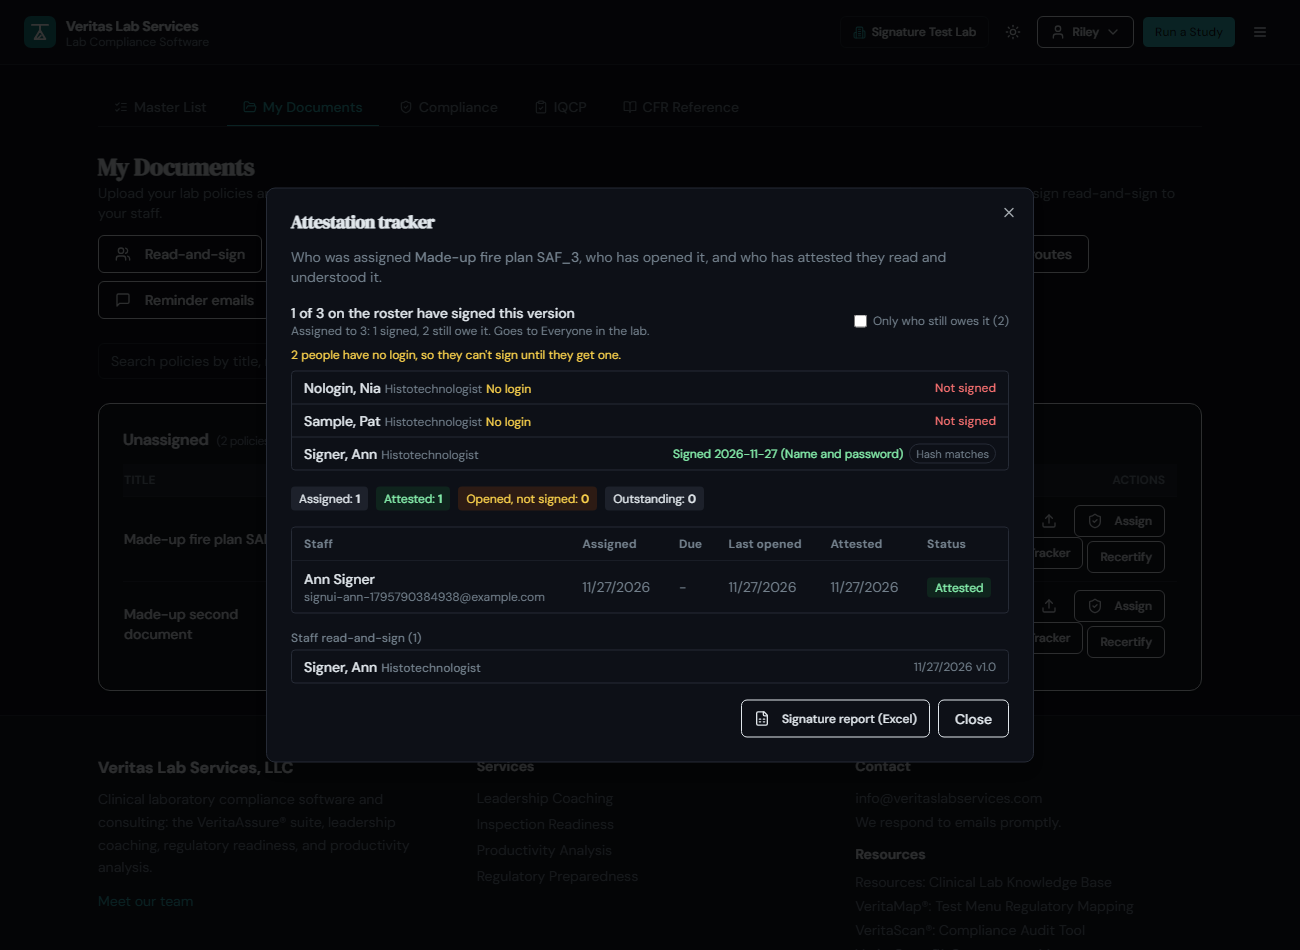 Veritas Lab Services
Lab Compliance Software
Signature Test Lab
Riley
Run a Study
Master List
My Documents
Compliance
IQCP
CFR Reference
My Documents
Upload your lab policies
eign read-and-sign to
your staff.
Read-and-sign
outes
Reminder emails
Search policies by title,
Unassigned (2 policies
TITLE
ACTIONS
Made-up fire plan SAF
Assign
racker
Recertify
Made-up second
document
Assign
racker
Recertify
Attestation tracker
Who was assigned Made-up fire plan SAF_3, who has opened it, and who has attested they read and
understood it.
1 of 3 on the roster have signed this version
Assigned to 3: 1 signed, 2 still owe it. Goes to Everyone in the lab.
Only who still owes it (2)
2 people have no login, so they can't sign until they get one.
Nologin, Nia Histotechnologist No login Not signed
Sample, Pat Histotechnologist No login Not signed
Signer, Ann Histotechnologist Signed 2026-11-27 (Name and password) Hash matches
Assigned: 1 Attested: 1 Opened, not signed: 0 Outstanding: 0
Staff Assigned Due Last opened Attested Status
Ann Signer
signui-ann-1795790384938@example.com
11/27/2026 – 11/27/2026 11/27/2026 Attested
Staff read-and-sign (1)
Signer, Ann Histotechnologist 11/27/2026 v1.0
Signature report (Excel) Close
Veritas Lab Services, LLC
Clinical laboratory compliance software and
consulting: the VeritaAssure® suite, leadership
coaching, regulatory readiness, and productivity
analysis.
Meet our team
Services
Leadership Coaching
Inspection Readiness
Productivity Analysis
Regulatory Preparedness
Contact
info@veritaslabservices.com
We respond to emails promptly.
Resources
Resources: Clinical Lab Knowledge Base
VeritaMap®: Test Menu Regulatory Mapping
VeritaScan®: Compliance Audit Tool